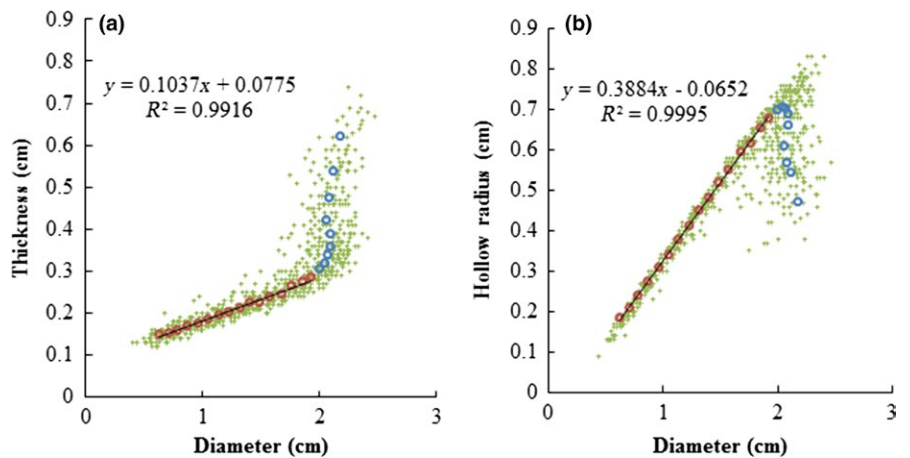 (a)
y = 0.1037x + 0.0775
R² = 0.9916
Thickness (cm)
0.9
0.8
0.7
0.6
0.5
0.4
0.3
0.2
0.1
0
0 1 2 3
Diameter (cm)
(b)
y = 0.3884x - 0.0652
R² = 0.9995
Hollow radius (cm)
0.9
0.8
0.7
0.6
0.5
0.4
0.3
0.2
0.1
0
0 1 2 3
Diameter (cm)